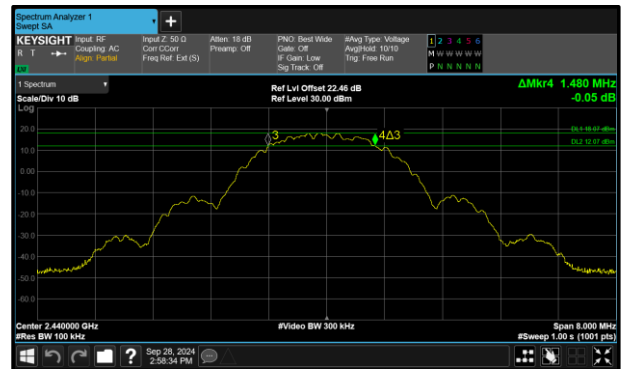 Spectrum Analyzer 1
Swept SA
+
KEYSIGHT
R T
Input: RF
Coupling: AC
Align: Partial
Input Z: 50 Ω
Corr CCorr
Freq Ref: Ext (S)
Atten: 18 dB
Preamp: Off
PNO: Best Wide
Gate: Off
IF Gain: Low
Sig Track: Off
#Avg Type: Voltage
Avg|Hold: 10/10
Trig: Free Run
1 2 3 4 5 6
M W W W W W
P N N N N N
1 Spectrum
Scale/Div 10 dB
Ref Lvl Offset 22.46 dB
Ref Level 30.00 dBm
ΔMkr4 1.480 MHz
-0.05 dB
Log
20.0
10.0
0.00
-10.0
-20.0
-30.0
-40.0
-50.0
-60.0
3
4Δ3
DL1 18.07 dBm
DL2 12.07 dBm
Center 2.440000 GHz
#Res BW 100 kHz
#Video BW 300 kHz
Span 8.000 MHz
#Sweep 1.00 s (1001 pts)
?
Sep 28, 2024
2:58:34 PM